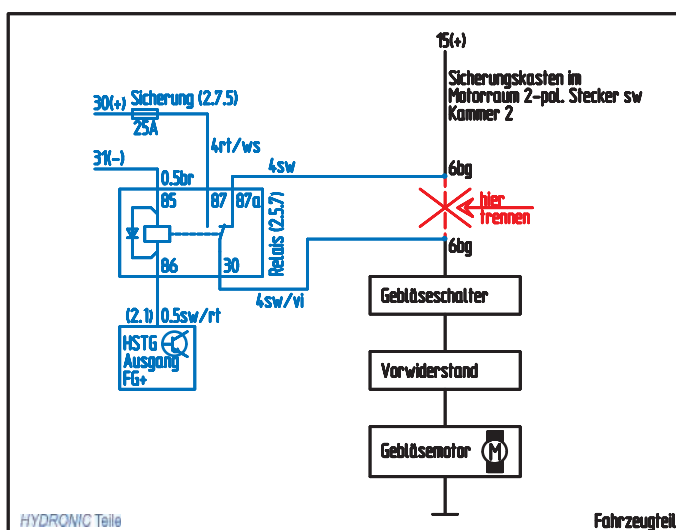 15(+)
Sicherungskasten im
Motorraum 2-pol. Stecker sw
Kammer 2
30(+) Sicherung (2.7.5)
25A
4rt/ws
31(-)
4sw
6bg
0.5br
85
87
87a
hier
trennen
Relais (2.5.7)
86
30
6bg
4sw/vi
Gebläseschalter
(2.1) 0.5sw/rt
HSTG
Ausgang
FG+
Vorwiderstand
Gebläsemotor
M
HYDRONIC Teile
Fahrzeugteil